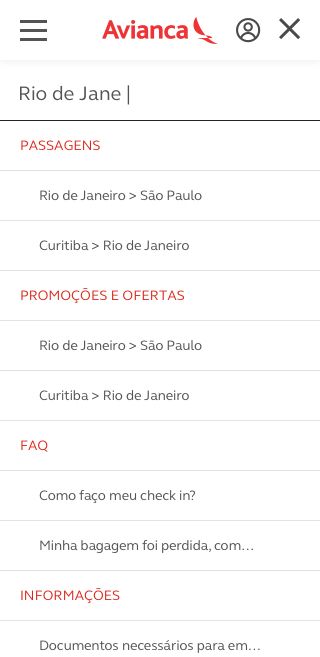 Avianca
Rio de Jane |
PASSAGENS
Rio de Janeiro > São Paulo
Curitiba > Rio de Janeiro
PROMOÇÕES E OFERTAS
Rio de Janeiro > São Paulo
Curitiba > Rio de Janeiro
FAQ
Como faço meu check in?
Minha bagagem foi perdida, com...
INFORMAÇÕES
Documentos necessários para em...